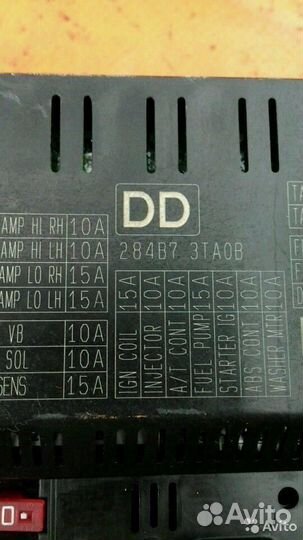 DD
284B7 3TA0B
AMP HI RH 10A
AMP HI LH 10A
AMP LO RH 15A
AMP LO LH 15A
VB 10A
SOL 10A
SENS 15A
IGN COIL 15A
INJECTOR 10A
A/T CONT 10A
FUEL PUMP 15A
STARTER IG 10A
ABS CONT 10A
WASHER MTR 10A
Avito
Avito